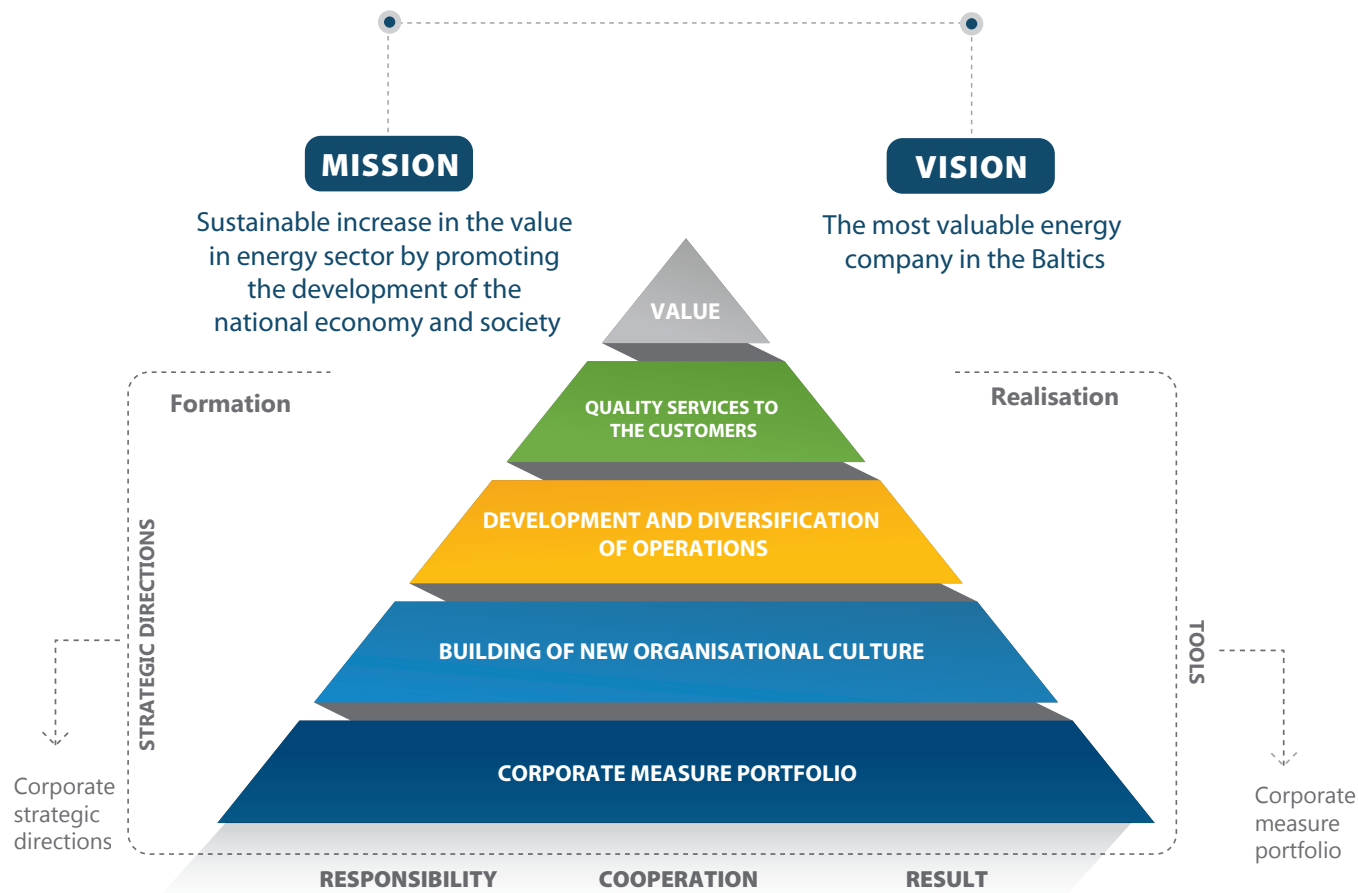 MISSION
VISION
Sustainable increase in the value
in energy sector by promoting
the development of the
national economy and society
The most valuable energy
company in the Baltics
VALUE
Formation
Realisation
QUALITY SERVICES TO
THE CUSTOMERS
DEVELOPMENT AND DIVERSIFICATION
OF OPERATIONS
STRATEGIC DIRECTIONS
TOOLS
BUILDING OF NEW ORGANISATIONAL CULTURE
CORPORATE MEASURE PORTFOLIO
Corporate
strategic
directions
Corporate
measure
portfolio
RESPONSIBILITY
COOPERATION
RESULT